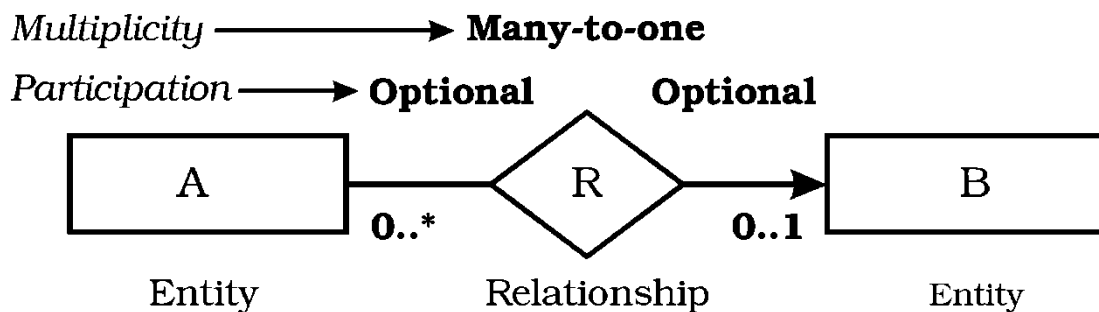 Multiplicity Many-to-one
Participation Optional Optional
A R B
0..* 0..1
Entity Relationship Entity